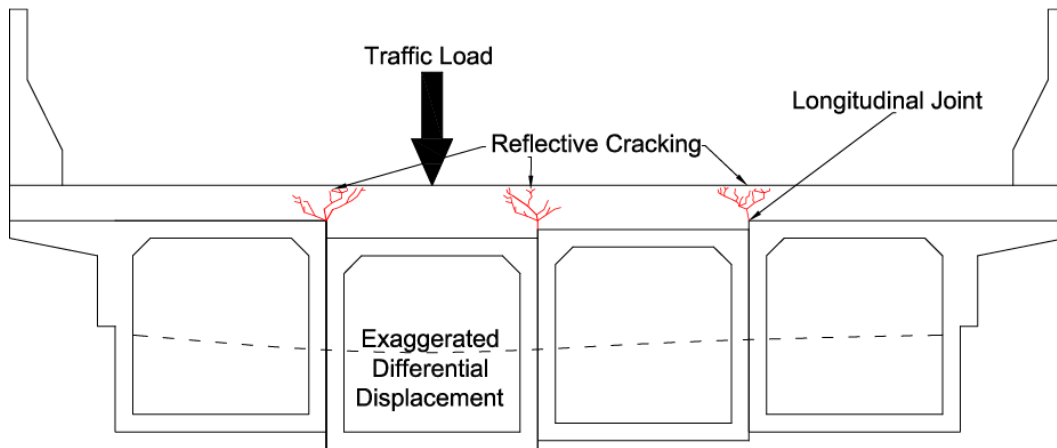 Traffic Load
Longitudinal Joint
Reflective Cracking
Exaggerated
Differential
Displacement